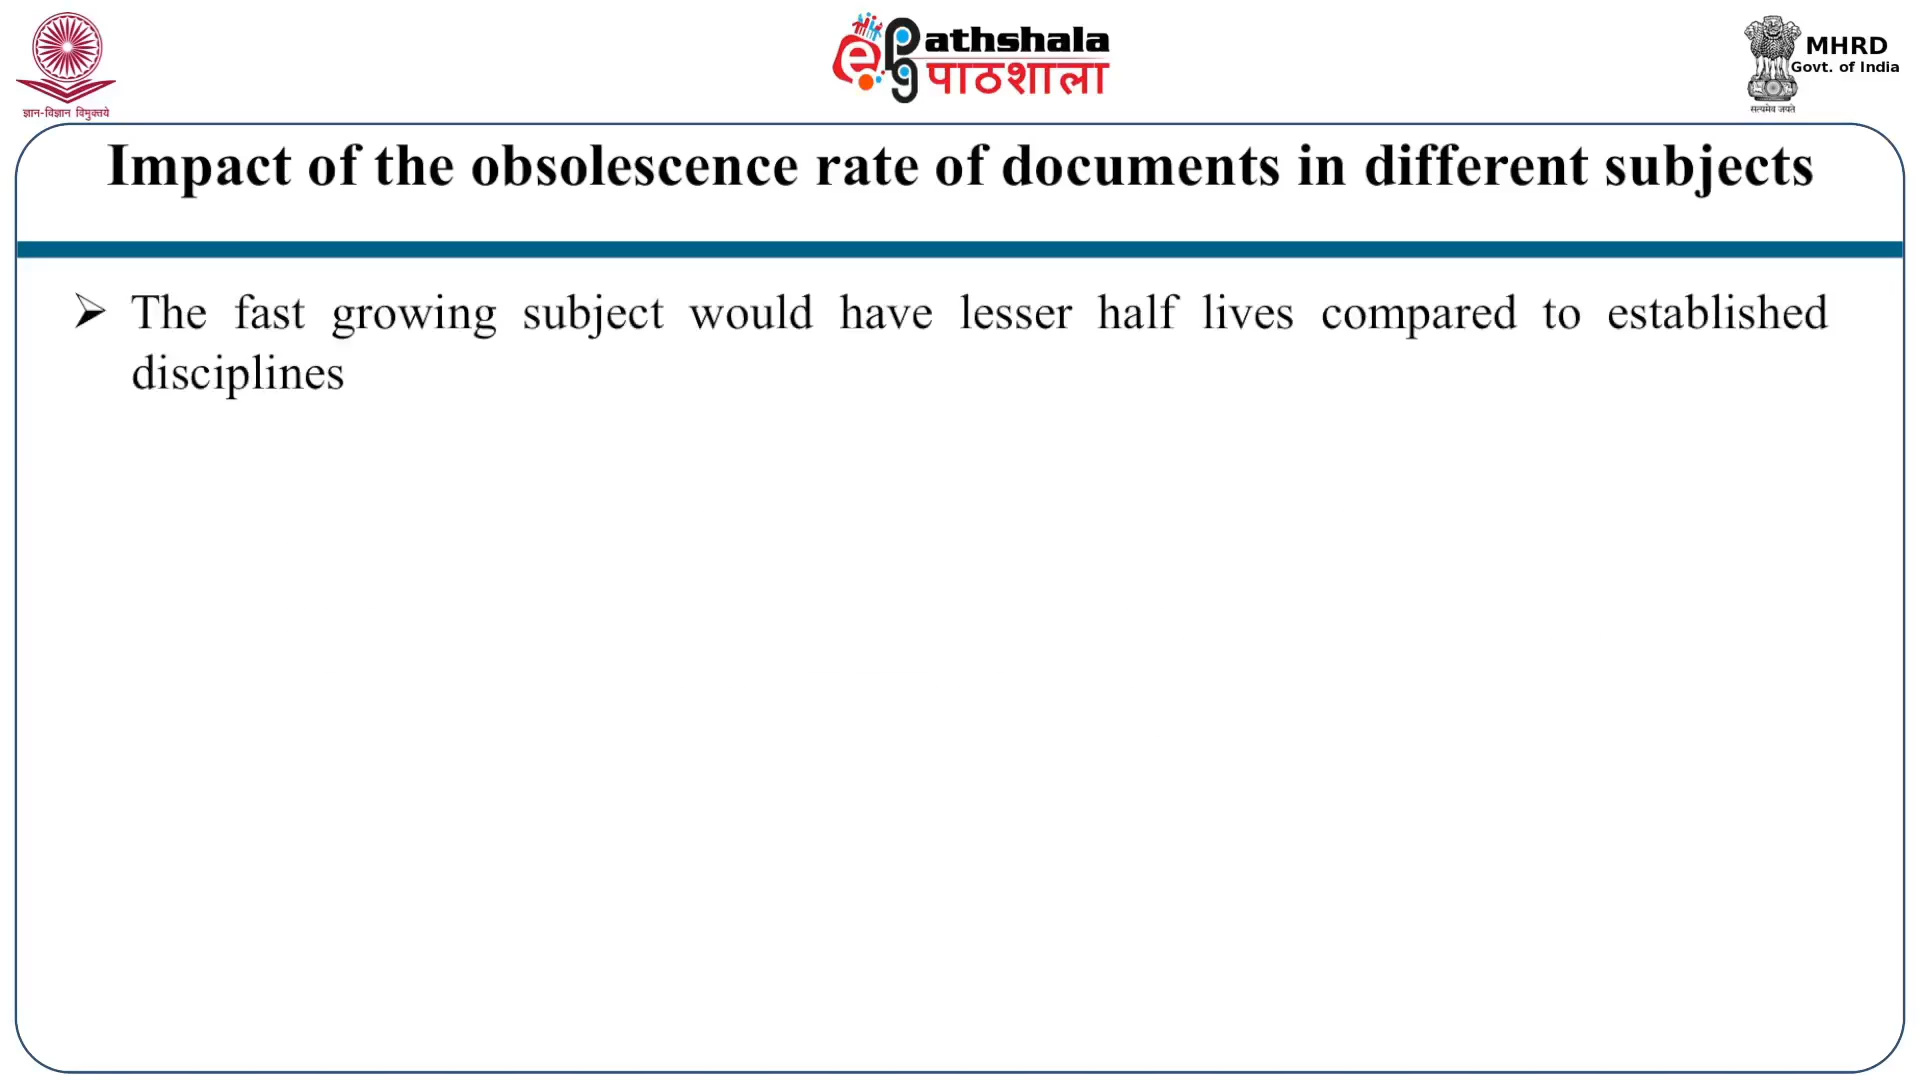 ज्ञान-विज्ञान विमुक्तये
e Pathshala
पाठशाला
सत्यमेव जयते
MHRD
Govt. of India
Impact of the obsolescence rate of documents in different subjects
➢ The fast growing subject would have lesser half lives compared to established
disciplines